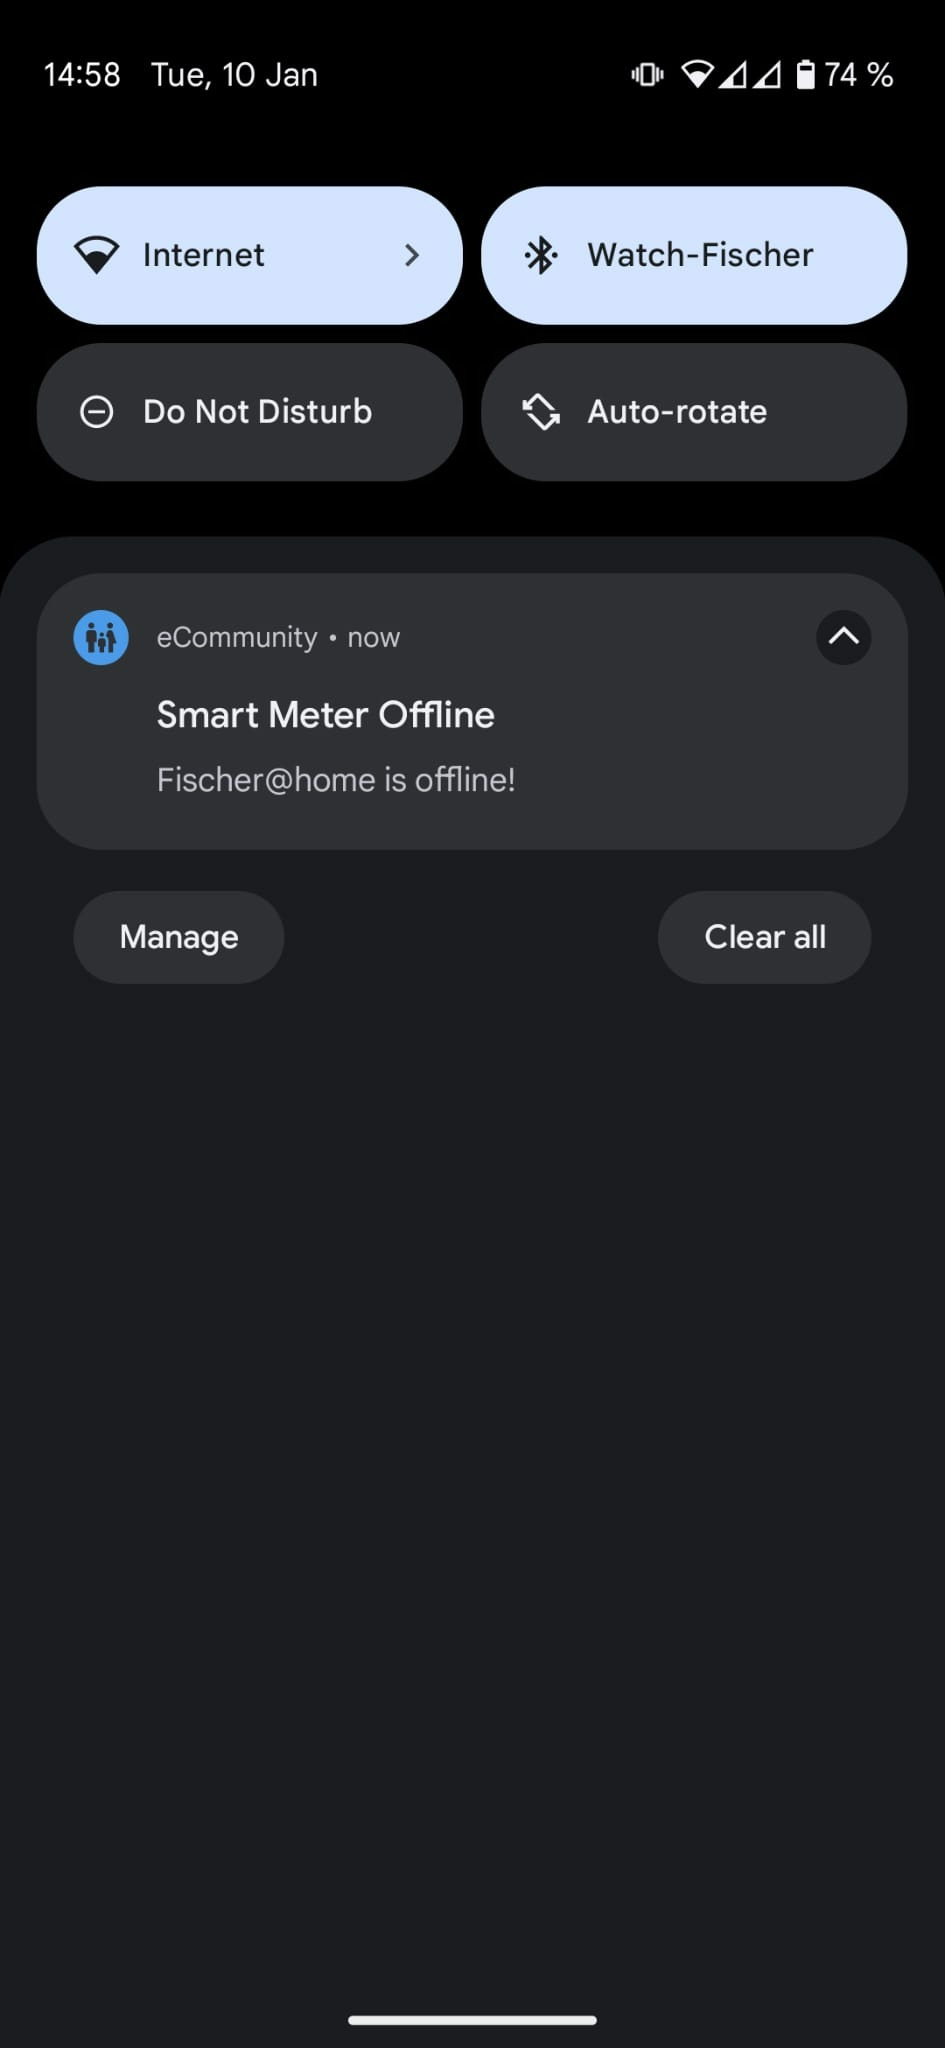 14:58 Tue, 10 Jan 74 %
Internet
Watch-Fischer
Do Not Disturb
Auto-rotate
eCommunity • now
Smart Meter Offline
Fischer@home is offline!
Manage
Clear all